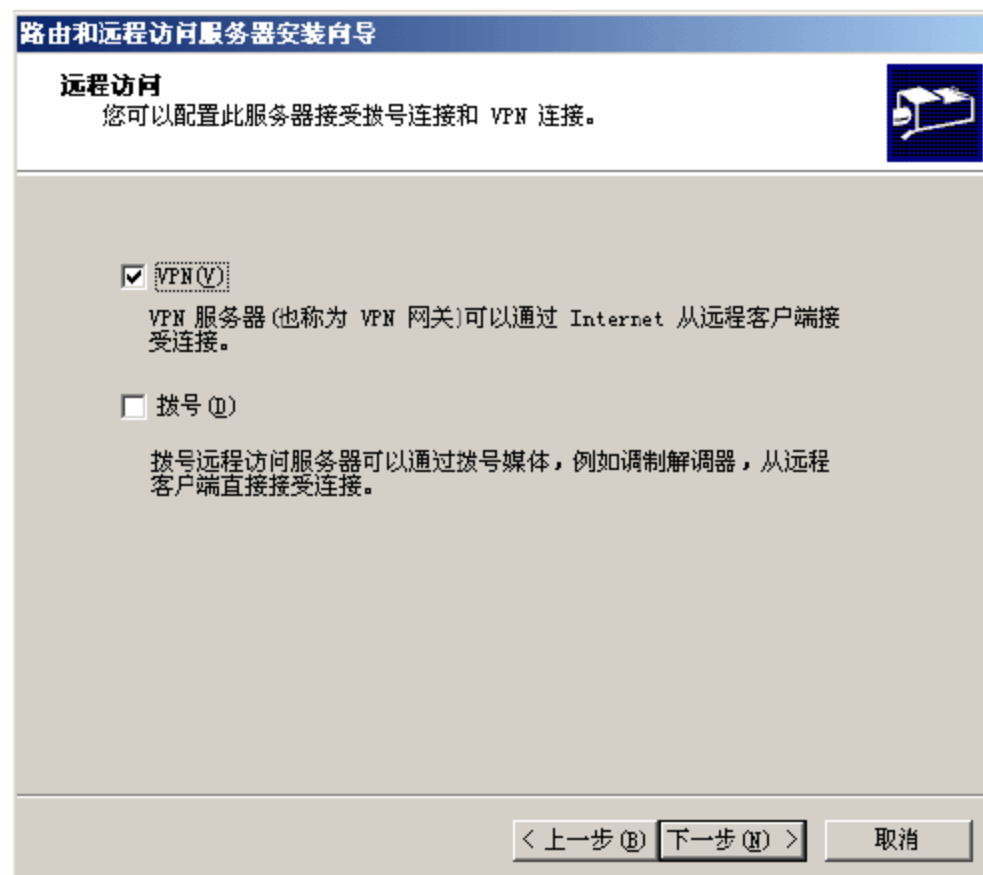 路由和远程访问服务器安装向导
远程访问
您可以配置此服务器接受拨号连接和 VPN 连接。
VPN(V)
VPN 服务器(也称为 VPN 网关)可以通过 Internet 从远程客户端接
受连接。
拨号(D)
拨号远程访问服务器可以通过拨号媒体，例如调制解调器，从远程
客户端直接接受连接。
< 上一步(B) 下一步(N) > 取消